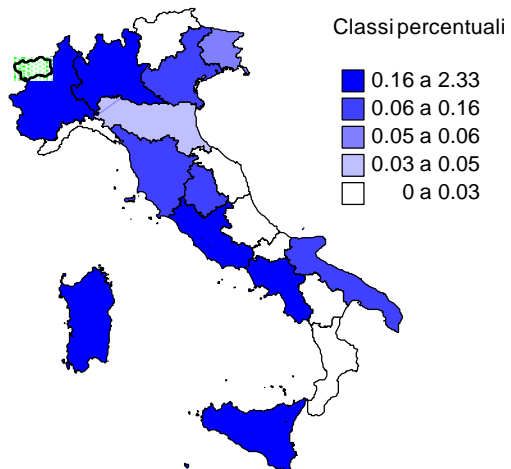 Classi percentuali
0.16 a 2.33
0.06 a 0.16
0.05 a 0.06
0.03 a 0.05
0 a 0.03